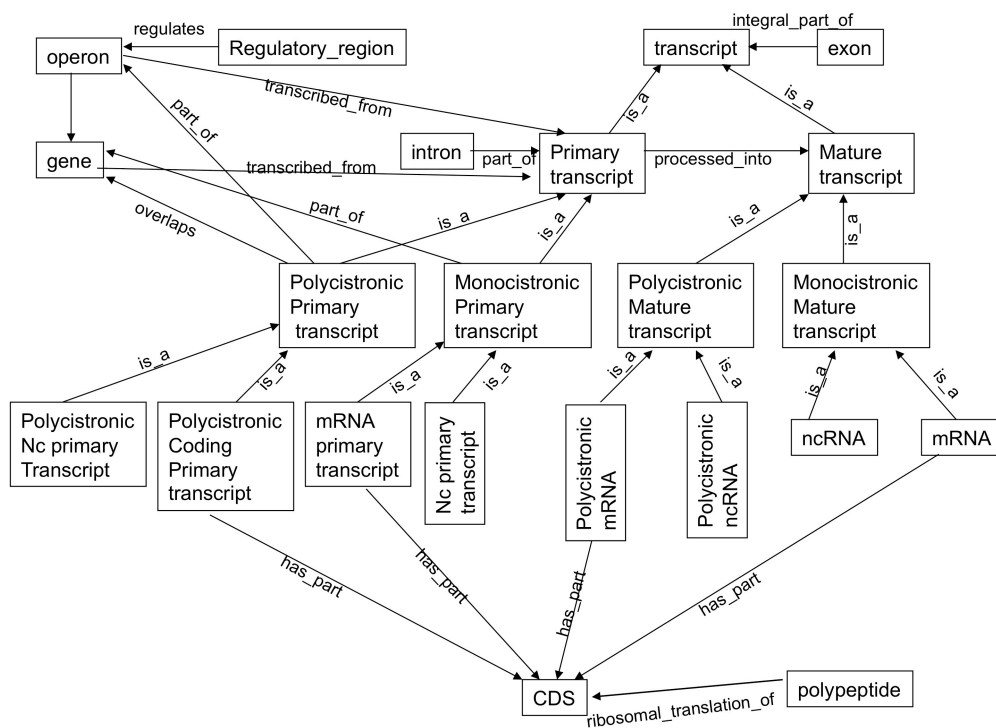 integral_part_of
regulates
operon
Regulatory_region
transcript
exon
transcribed_from
is_a
is_a
part_of
gene
transcribed_from
intron
part_of
Primary
transcript
processed_into
Mature
transcript
overlaps
part_of
is_a
is_a
is_a
is_a
Polycistronic
Primary
transcript
Monocistronic
Primary
transcript
Polycistronic
Mature
transcript
Monocistronic
Mature
transcript
is_a
is_a
is_a
is_a
is_a
is_a
is_a
is_a
Polycistronic
Nc primary
Transcript
Polycistronic
Coding
Primary
transcript
mRNA
primary
transcript
Nc primary
transcript
Polycistronic
mRNA
Polycistronic
ncRNA
ncRNA
mRNA
has_part
has_part
has_part
has_part
CDS
ribosomal_translation_of
polypeptide